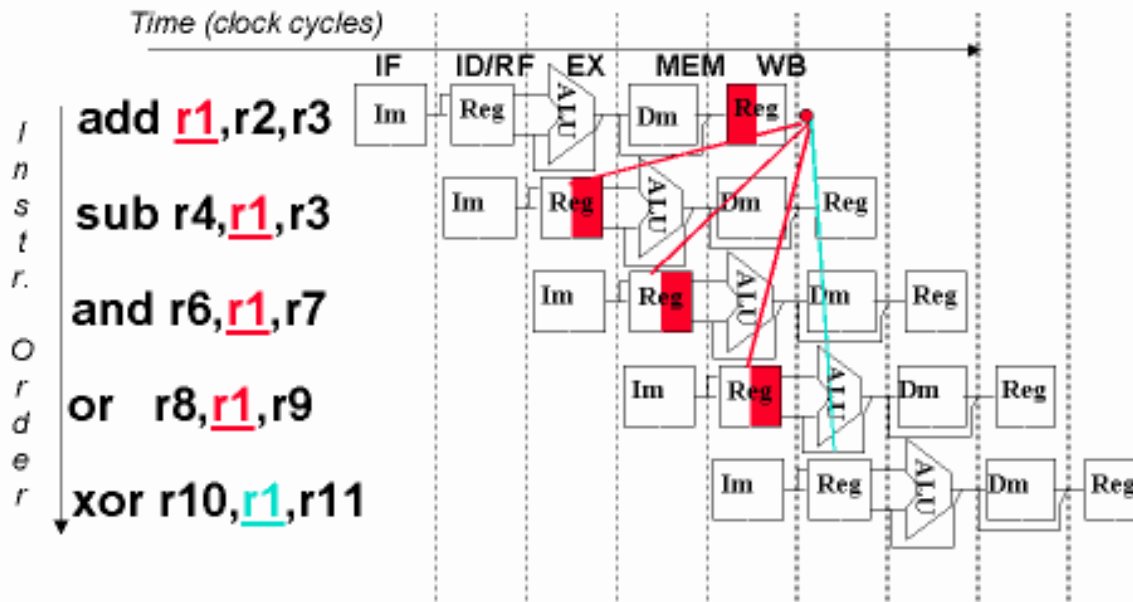 Time (clock cycles)
IF ID/RF EX MEM WB
Instr. Order
add r1,r2,r3
Im Reg ALU Dm Reg
sub r4,r1,r3
Im Reg ALU Dm Reg
and r6,r1,r7
Im Reg ALU Dm Reg
or r8,r1,r9
Im Reg ALU Dm Reg
xor r10,r1,r11
Im Reg ALU Dm Reg